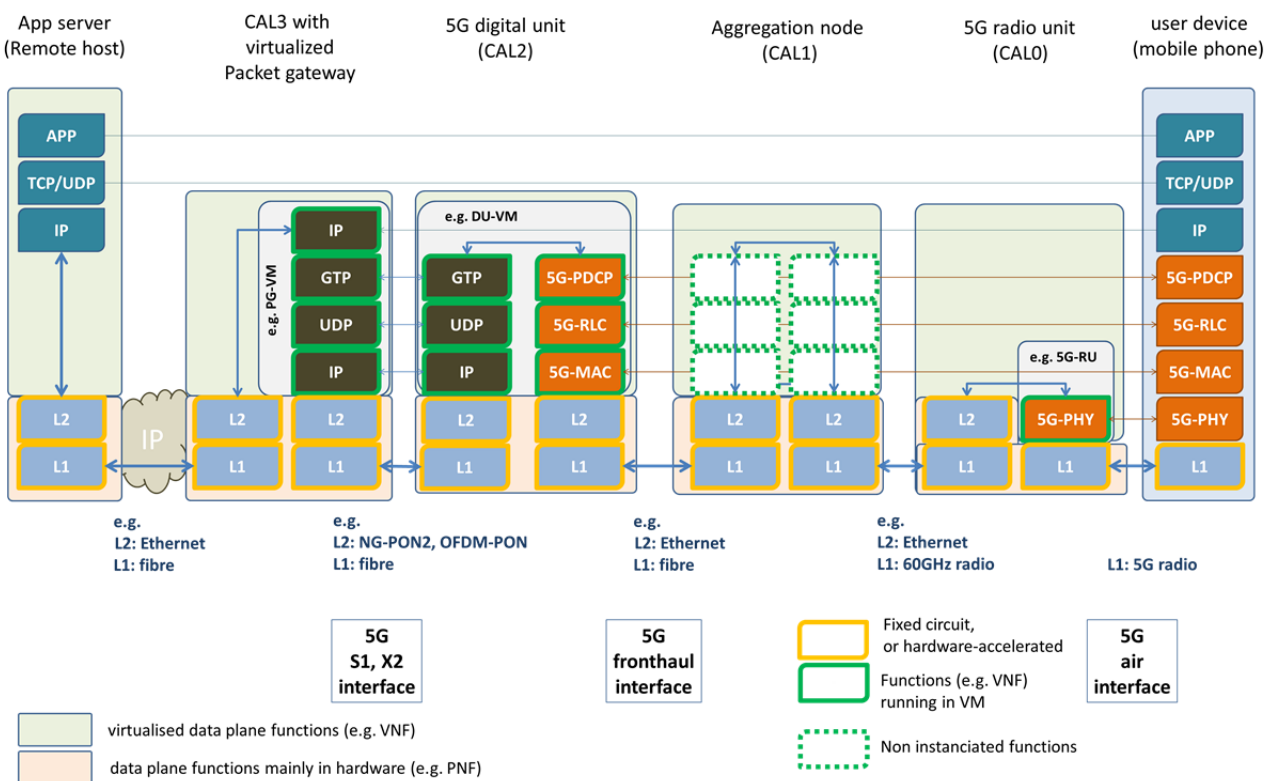 App server
(Remote host)
CAL3 with
virtualized
Packet gateway
5G digital unit
(CAL2)
Aggregation node
(CAL1)
5G radio unit
(CAL0)
user device
(mobile phone)
APP
APP
TCP/UDP
TCP/UDP
IP
IP
e.g. DU-VM
IP
e.g. PG-VM
GTP
GTP
5G-PDCP
5G-PDCP
UDP
UDP
5G-RLC
5G-RLC
IP
IP
5G-MAC
e.g. 5G-RU
5G-MAC
L2
IP
L2
L2
L2
L2
L2
L2
L2
5G-PHY
5G-PHY
L1
L1
L1
L1
L1
L1
L1
L1
L1
L1
e.g.
L2: Ethernet
L1: fibre
e.g.
L2: NG-PON2, OFDM-PON
L1: fibre
e.g.
L2: Ethernet
L1: fibre
e.g.
L2: Ethernet
L1: 60GHz radio
L1: 5G radio
5G
S1, X2
interface
5G
fronthaul
interface
Fixed circuit,
or hardware-accelerated
Functions (e.g. VNF)
running in VM
Non instanciated functions
5G
air
interface
virtualised data plane functions (e.g. VNF)
data plane functions mainly in hardware (e.g. PNF)